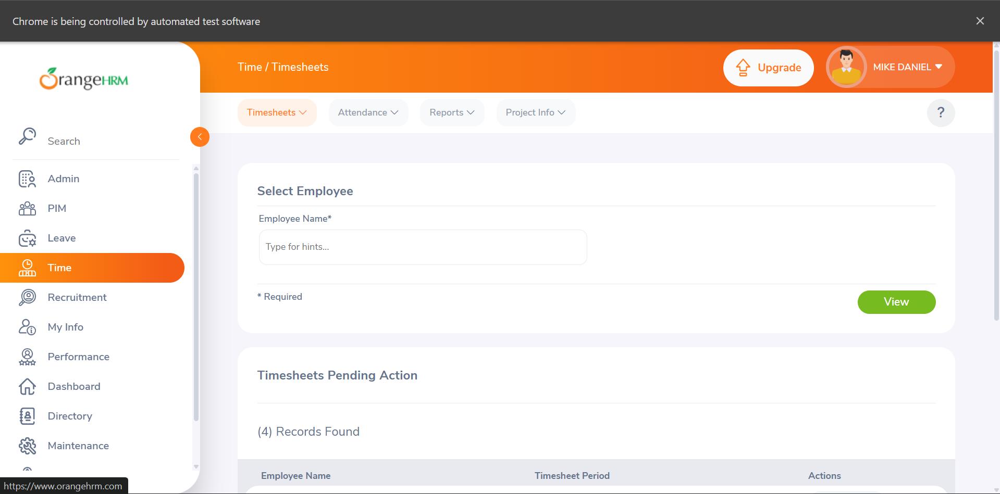 Chrome is being controlled by automated test software
OrangeHRM
Time / Timesheets
Upgrade
MIKE DANIEL
Timesheets
Attendance
Reports
Project Info
?
Search
Admin
PIM
Leave
Time
Recruitment
My Info
Performance
Dashboard
Directory
Maintenance
Select Employee
Employee Name*
Type for hints...
* Required
View
Timesheets Pending Action
(4) Records Found
Employee Name Timesheet Period Actions
https://www.orangehrm.com